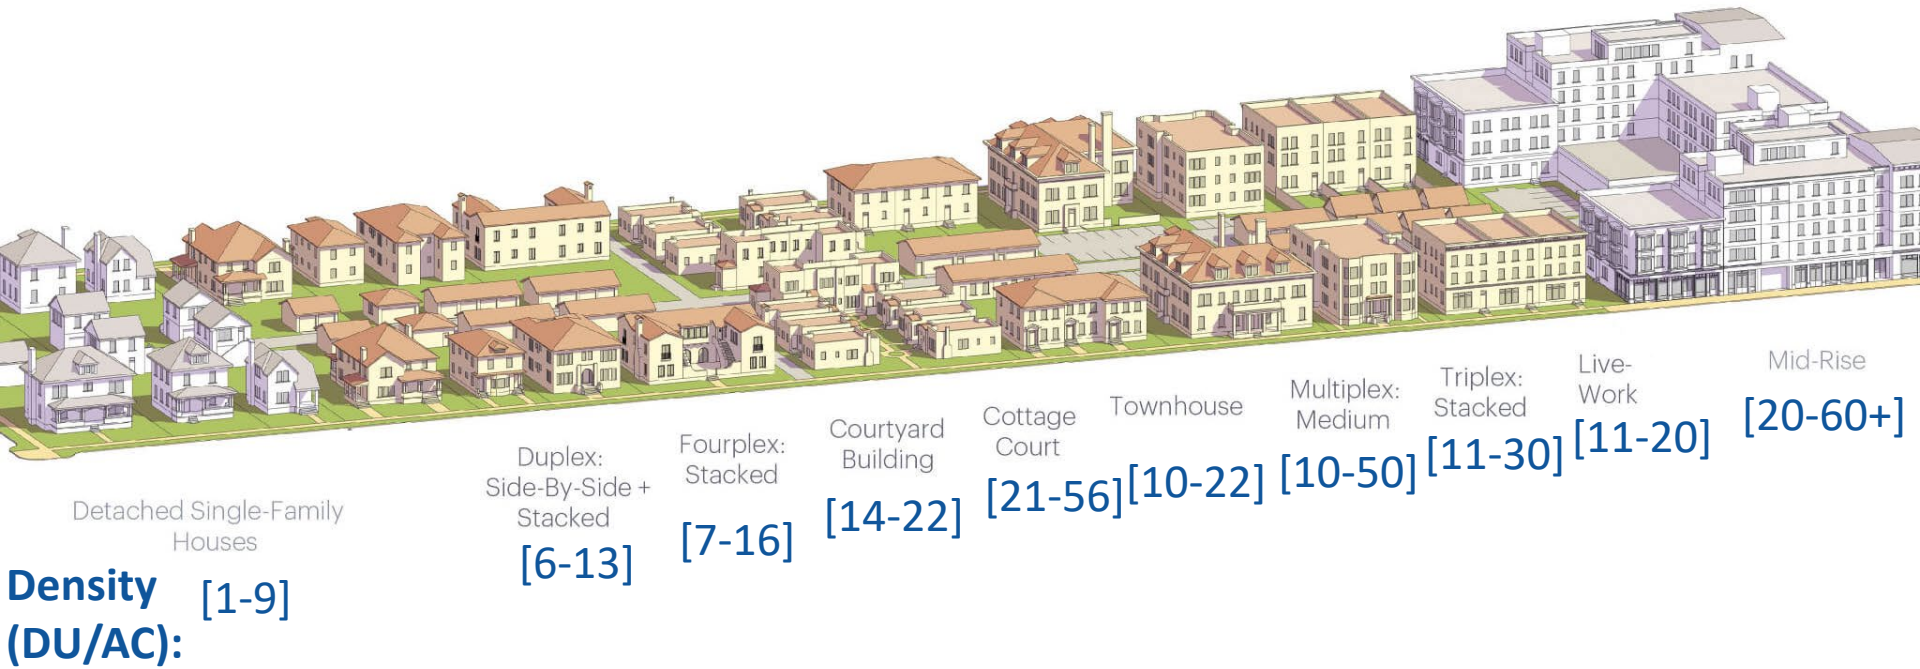 Detached Single-Family
Houses
Density
(DU/AC):
[1-9]
Duplex:
Side-By-Side +
Stacked
[6-13]
Fourplex:
Stacked
[7-16]
Courtyard
Building
[14-22]
Cottage
Court
[21-56]
Townhouse
[10-22]
Multiplex:
Medium
[10-50]
Triplex:
Stacked
[11-30]
Live-
Work
[11-20]
Mid-Rise
[20-60+]